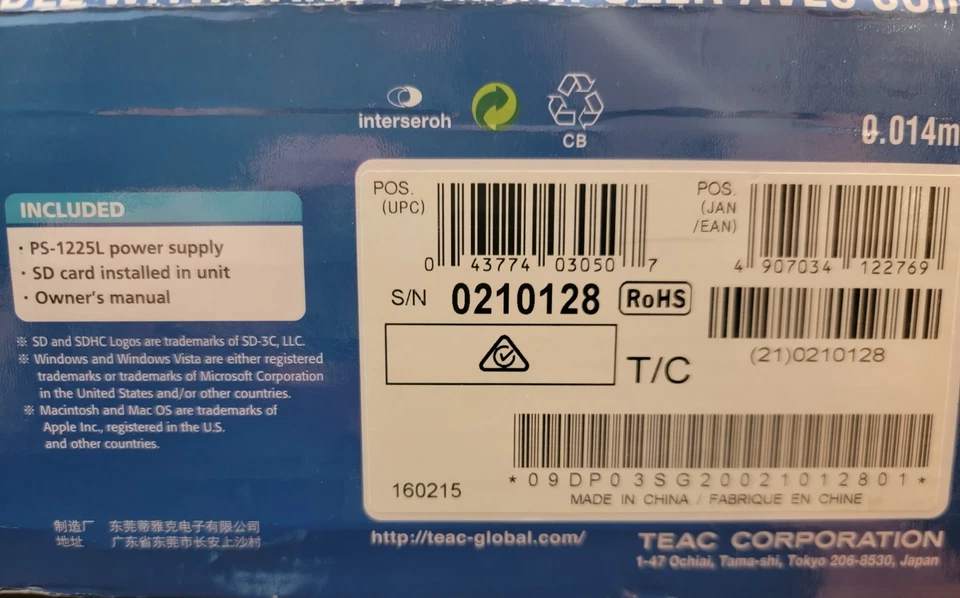 interseroh
CB
0.014m
INCLUDED
· PS-1225L power supply
· SD card installed in unit
· Owner's manual
※ SD and SDHC Logos are trademarks of SD-3C, LLC.
※ Windows and Windows Vista are either registered
trademarks or trademarks of Microsoft Corporation
in the United States and/or other countries.
※ Macintosh and Mac OS are trademarks of
Apple Inc., registered in the U.S.
and other countries.
制造厂 东莞蒂雅克电子有限公司
地址 广东省东莞市长安上沙村
POS.
(UPC)
0 43774 03050 7
POS.
(JAN
/EAN)
4 907034 122769
S/N 0210128 RoHS
(21)0210128
T/C
*09DP03SG20021012801*
160215
MADE IN CHINA / FABRIQUE EN CHINE
http://teac-global.com/
TEAC CORPORATION
1-47 Ochiai, Tama-shi, Tokyo 206-8530, Japan